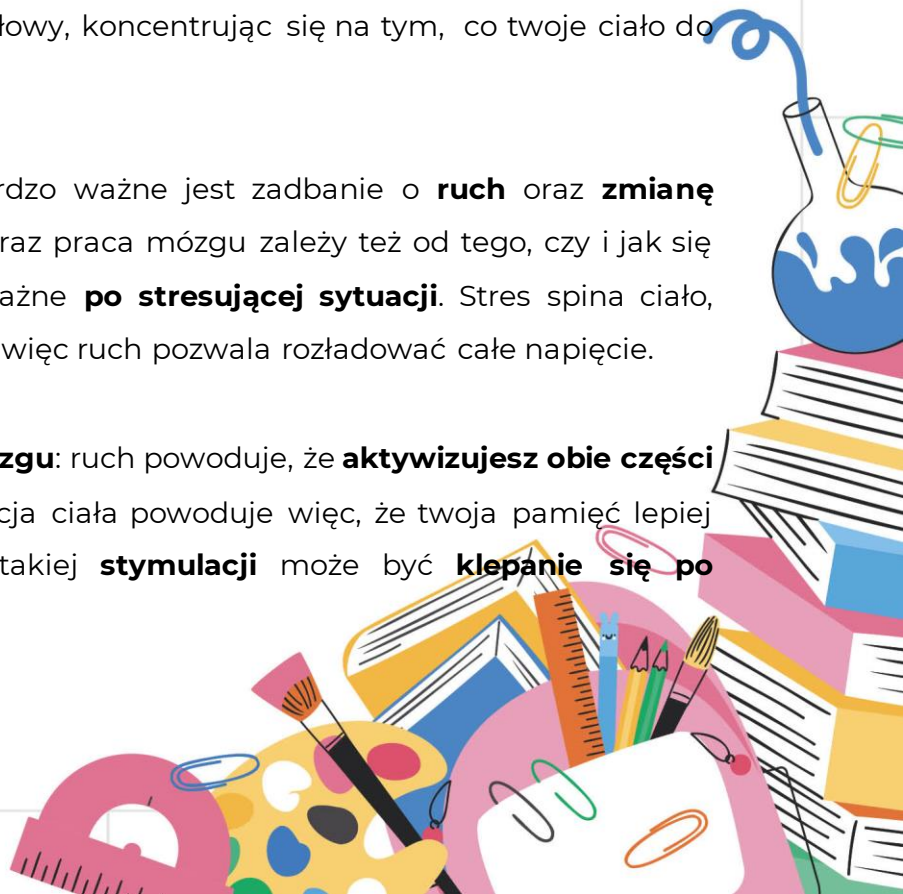 łowy, koncentrując się na tym, co twoje ciało do
rdzo ważne jest zadbanie o ruch oraz zmianę
raz praca mózgu zależy też od tego, czy i jak się
ażne po stresującej sytuacji. Stres spina ciało,
więc ruch pozwala rozładować całe napięcie.
zgu: ruch powoduje, że aktywizujesz obie części
cja ciała powoduje więc, że twoja pamięć lepiej
takiej stymulacji może być klepanie się po